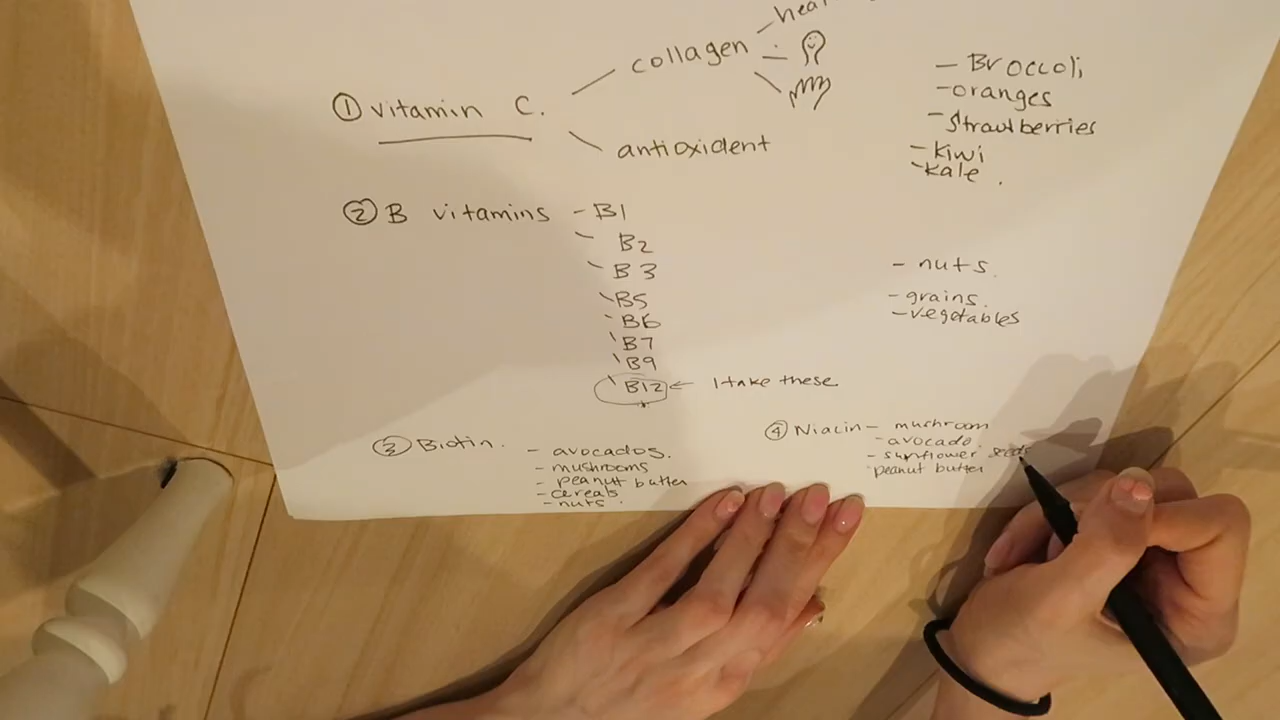 ① vitamin C.
collagen
antioxident
- Broccoli
- oranges
- Strawberries
- kiwi
- kale.
② B vitamins - B1
- B2
- B3
- B5
- B6
- B7
- B9
- B12 ← I take these
- nuts.
- grains.
- vegetables
③ Biotin.
- avocados.
- mushrooms
- peanut butter
- cereals
- nuts.
④ Niacin - mushroom
- avocado.
- sunflower seeds
peanut butter